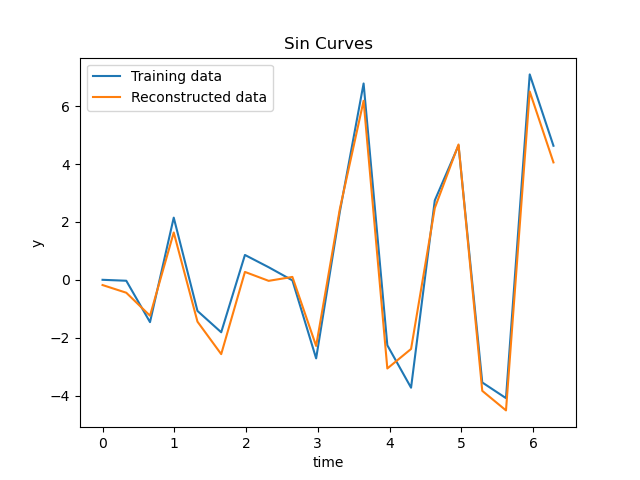 Sin Curves
Training data
Reconstructed data
6
4
2
0
−2
−4
y
0 1 2 3 4 5 6
time